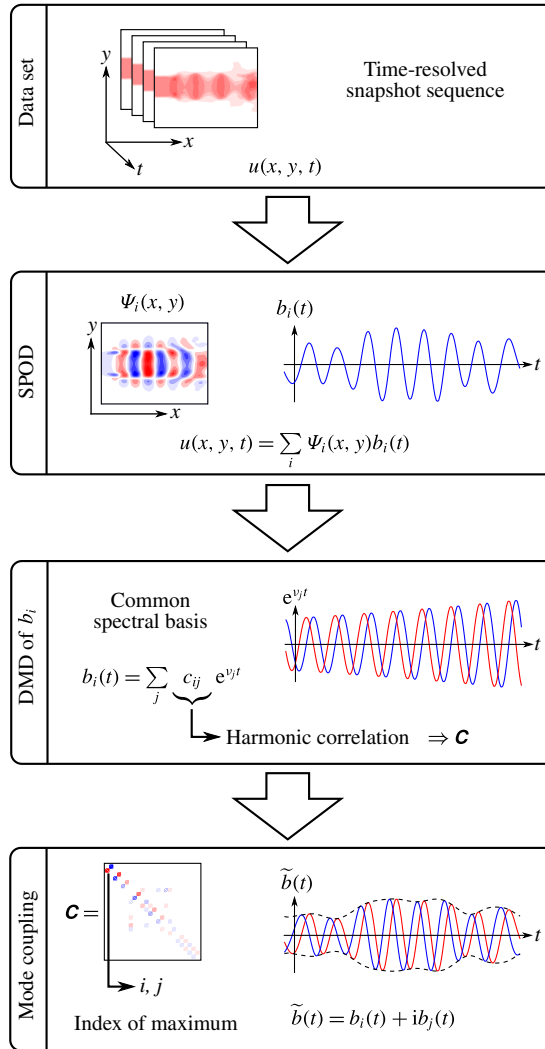 Data set
y
x
t
u(x, y, t)
Time-resolved
snapshot sequence
SPOD
Ψi(x, y)
y
x
bi(t)
t
u(x, y, t) = ∑i Ψi(x, y)bi(t)
DMD of bi
Common
spectral basis
bi(t) = ∑j cij e^νjt
Harmonic correlation ⇒ C
e^νjt
t
Mode coupling
C =
i, j
Index of maximum
b̃(t)
t
b̃(t) = bi(t) + ibj(t)